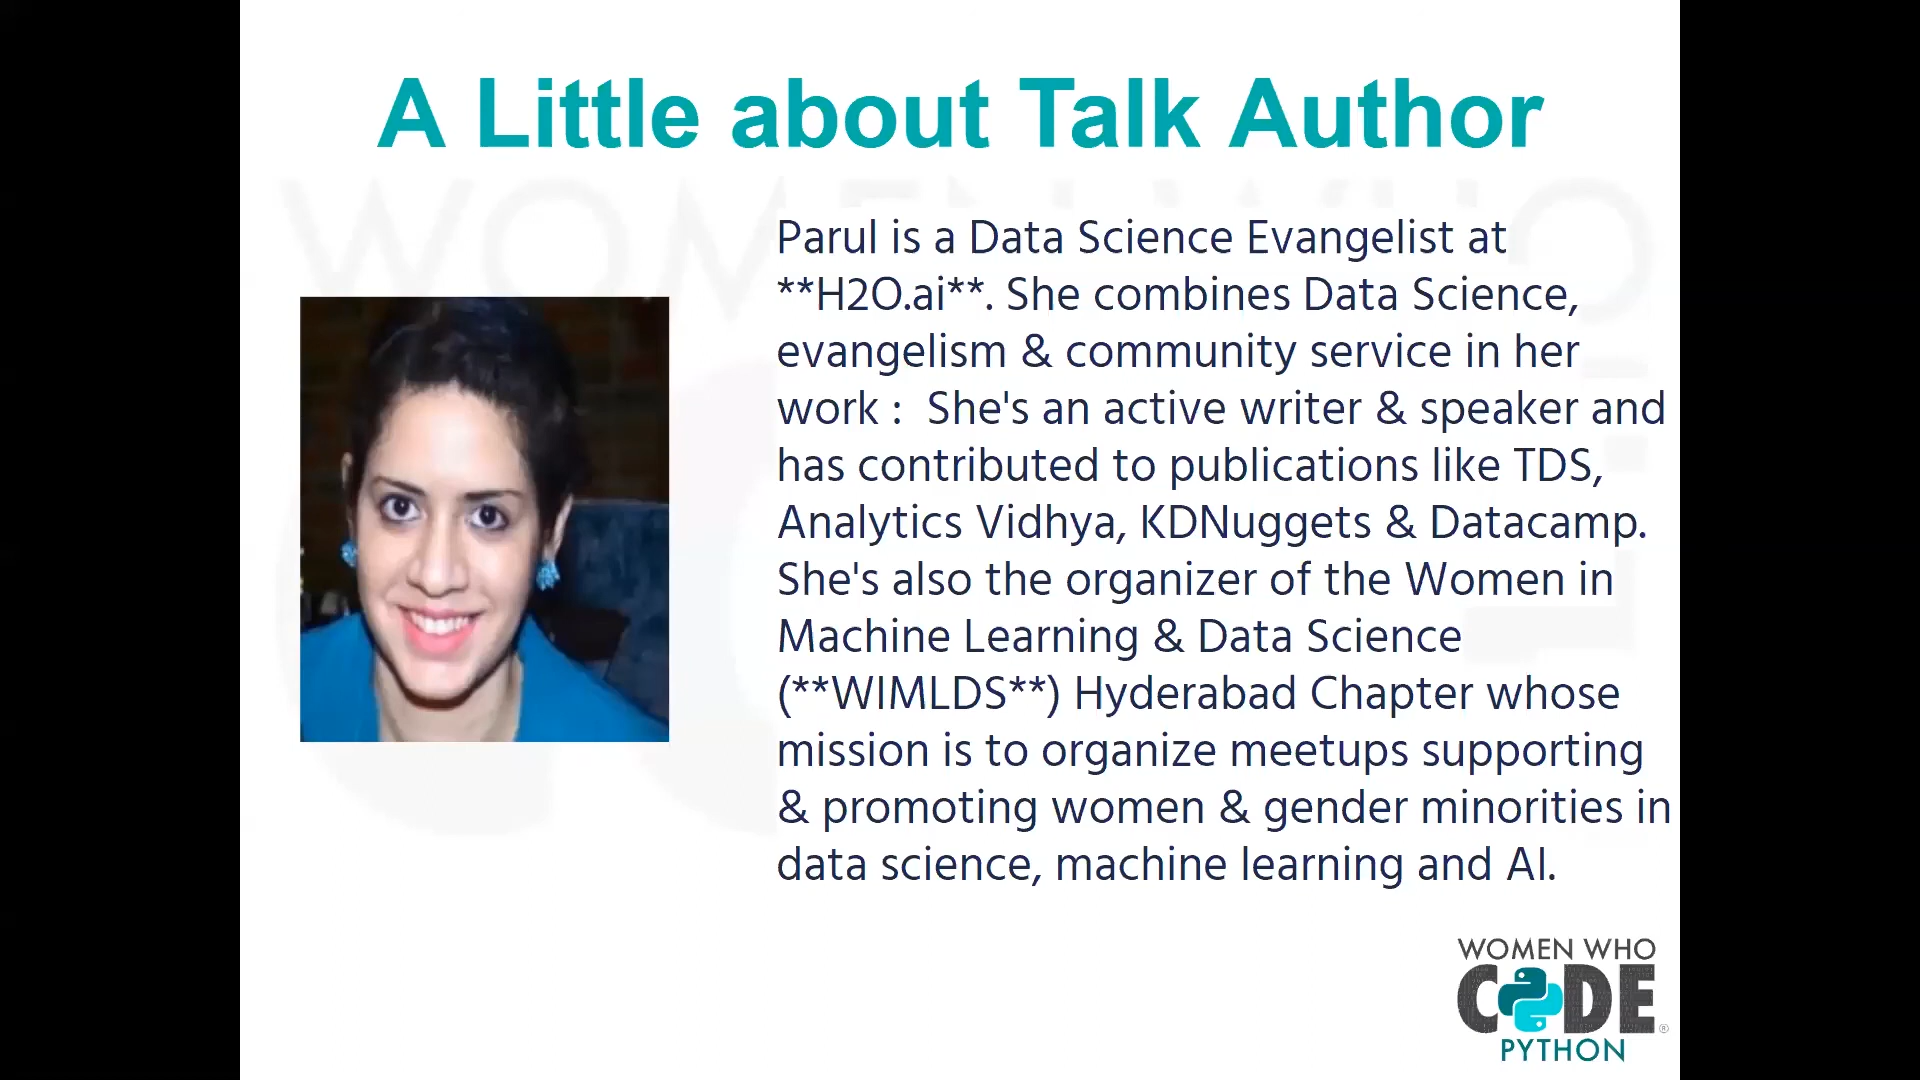 A Little about Talk Author
Parul is a Data Science Evangelist at
**H2O.ai**. She combines Data Science,
evangelism & community service in her
work :  She's an active writer & speaker and
has contributed to publications like TDS,
Analytics Vidhya, KDNuggets & Datacamp.
She's also the organizer of the Women in
Machine Learning & Data Science
(**WIMLDS**) Hyderabad Chapter whose
mission is to organize meetups supporting
& promoting women & gender minorities in
data science, machine learning and AI.
WOMEN WHO
CODE®
PYTHON